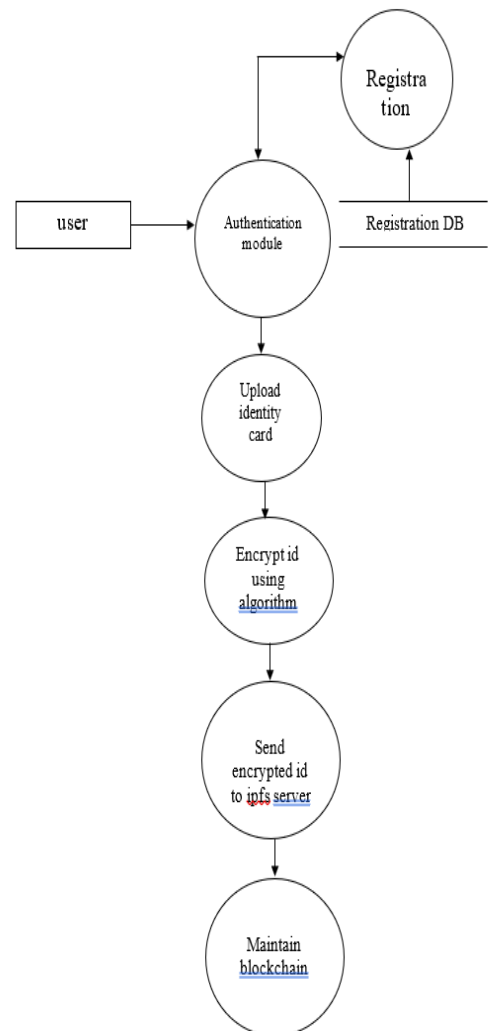 Registra
tion
user
Authentication
module
Registration DB
Upload
identity
card
Encrypt id
using
algorithm
Send
encrypted id
to ipfs server
Maintain
blockchain